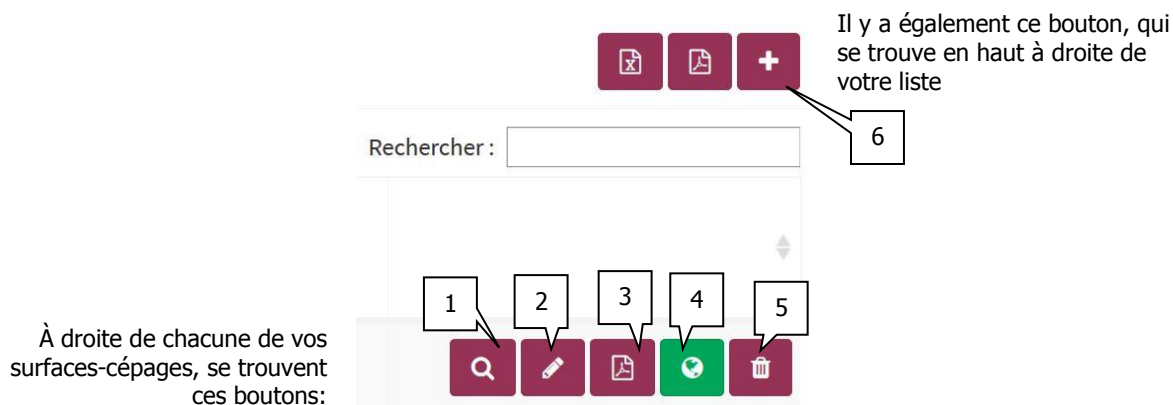 Il y a également ce bouton, qui
se trouve en haut à droite de
votre liste
6
Rechercher :
1
2
3
4
5
À droite de chacune de vos
surfaces-cépages, se trouvent
ces boutons: